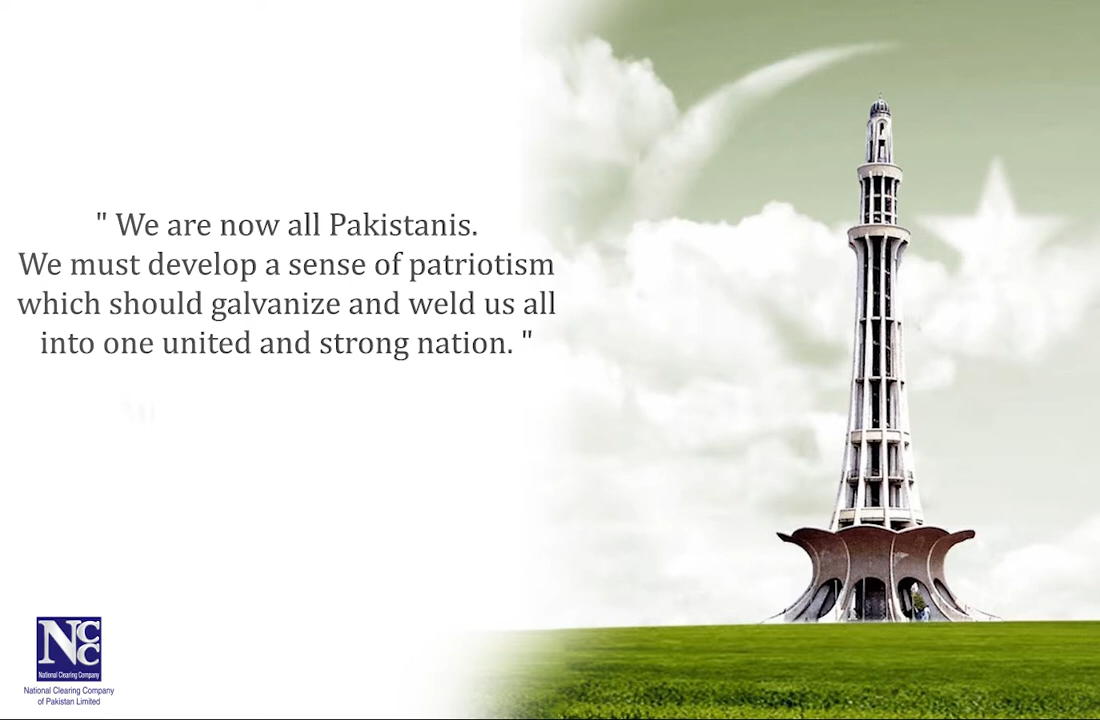 " We are now all Pakistanis.
We must develop a sense of patriotism
which should galvanize and weld us all
into one united and strong nation. "
NCC
National Clearing Company
National Clearing Company
of Pakistan Limited